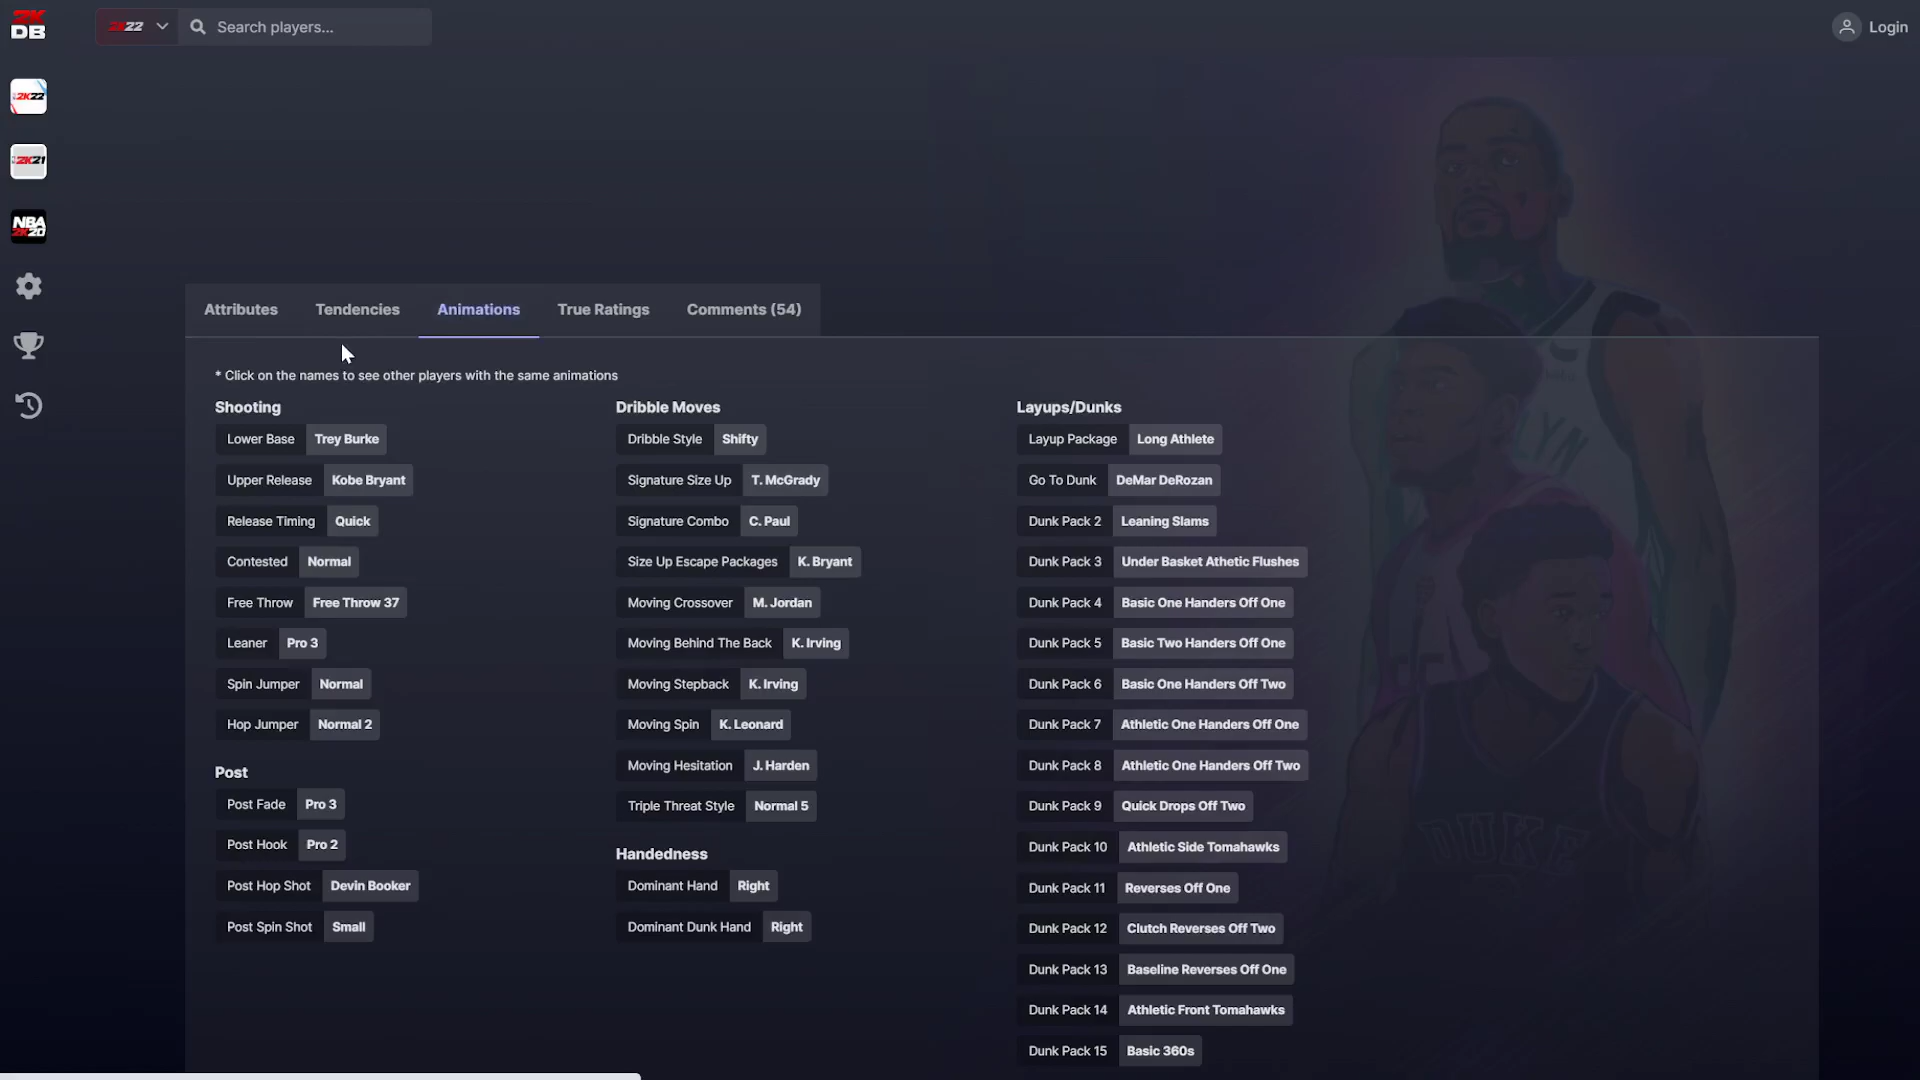 2K
DB
2K22
Search players...
Login
2K22
2K21
NBA
2K20
Attributes
Tendencies
Animations
True Ratings
Comments (54)
* Click on the names to see other players with the same animations
Shooting
Lower Base Trey Burke
Upper Release Kobe Bryant
Release Timing Quick
Contested Normal
Free Throw Free Throw 37
Leaner Pro 3
Spin Jumper Normal
Hop Jumper Normal 2
Post
Post Fade Pro 3
Post Hook Pro 2
Post Hop Shot Devin Booker
Post Spin Shot Small
Dribble Moves
Dribble Style Shifty
Signature Size Up T. McGrady
Signature Combo C. Paul
Size Up Escape Packages K. Bryant
Moving Crossover M. Jordan
Moving Behind The Back K. Irving
Moving Stepback K. Irving
Moving Spin K. Leonard
Moving Hesitation J. Harden
Triple Threat Style Normal 5
Handedness
Dominant Hand Right
Dominant Dunk Hand Right
Layups/Dunks
Layup Package Long Athlete
Go To Dunk DeMar DeRozan
Dunk Pack 2 Leaning Slams
Dunk Pack 3 Under Basket Athetic Flushes
Dunk Pack 4 Basic One Handers Off One
Dunk Pack 5 Basic Two Handers Off One
Dunk Pack 6 Basic One Handers Off Two
Dunk Pack 7 Athletic One Handers Off One
Dunk Pack 8 Athletic One Handers Off Two
Dunk Pack 9 Quick Drops Off Two
Dunk Pack 10 Athletic Side Tomahawks
Dunk Pack 11 Reverses Off One
Dunk Pack 12 Clutch Reverses Off Two
Dunk Pack 13 Baseline Reverses Off One
Dunk Pack 14 Athletic Front Tomahawks
Dunk Pack 15 Basic 360s
DUKE